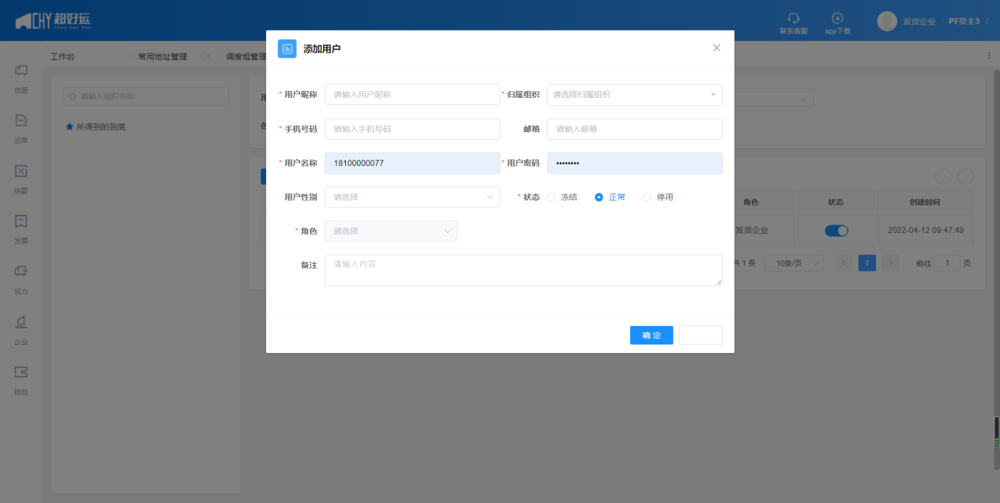 CHY 超好运
Chao Hao Yun
联系客服
app下载
发货企业
PF货主3
工作台
常用地址管理 ×
调度组管理
货源
运单
结算
发票
运力
企业
钱包
请输入组织名称
所得到的到底
添加用户
* 用户昵称 请输入用户昵称
* 归属组织 请选择归属组织
* 手机号码 请输入手机号码
邮箱 请输入邮箱
* 用户名称 18100000077
* 用户密码 ••••••••
用户性别 请选择
* 状态 冻结 正常 停用
* 角色 请选择
备注 请输入内容
确 定
角色 状态 创建时间
发货企业 2022-04-12 09:47:49
共 1 条 10条/页 < 1 > 前往 1 页